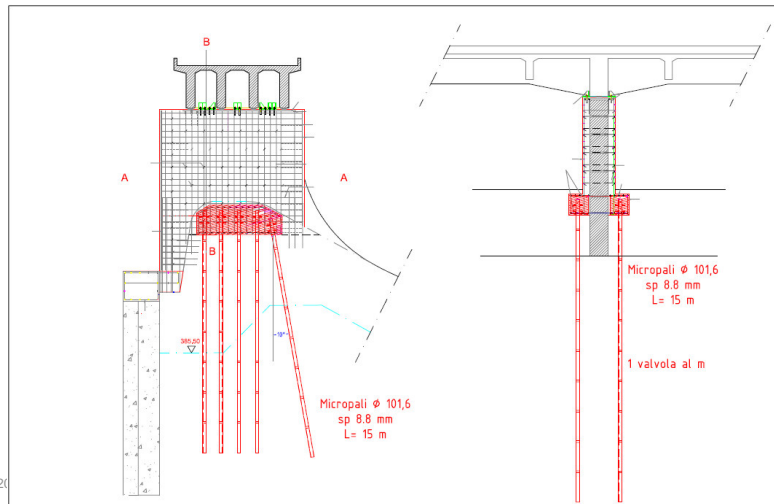 B
A
A
B
385,50
10°
Micropali Φ 101,6
sp 8.8 mm
L= 15 m
Micropali Φ 101,6
sp 8.8 mm
L= 15 m
1 valvola al m